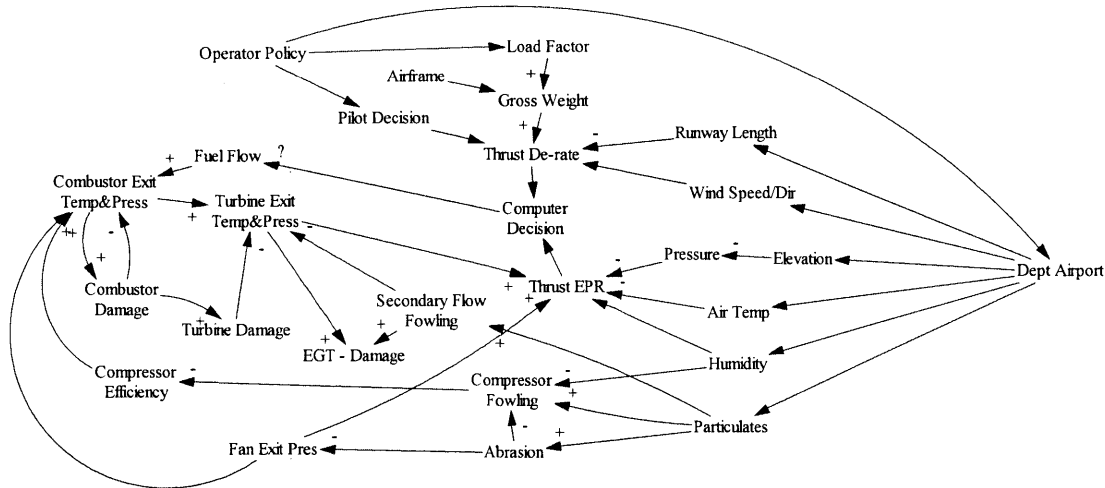 Operator Policy
Load Factor
+
Airframe
Gross Weight
Pilot Decision
+
-
Runway Length
Thrust De-rate
+
Fuel Flow
?
Combustor Exit
Temp&Press
Turbine Exit
Temp&Press
+
-
Wind Speed/Dir
Computer
Decision
++
-
+
-
Pressure
-
Elevation
-
Dept Airport
Combustor
Damage
+
+
Thrust EPR
-
Secondary Flow
Fowling
Air Temp
+
Turbine Damage
+
EGT - Damage
+
Humidity
Compressor
Efficiency
-
Compressor
Fowling
-
+
Particulates
-
+
Fan Exit Pres
-
Abrasion